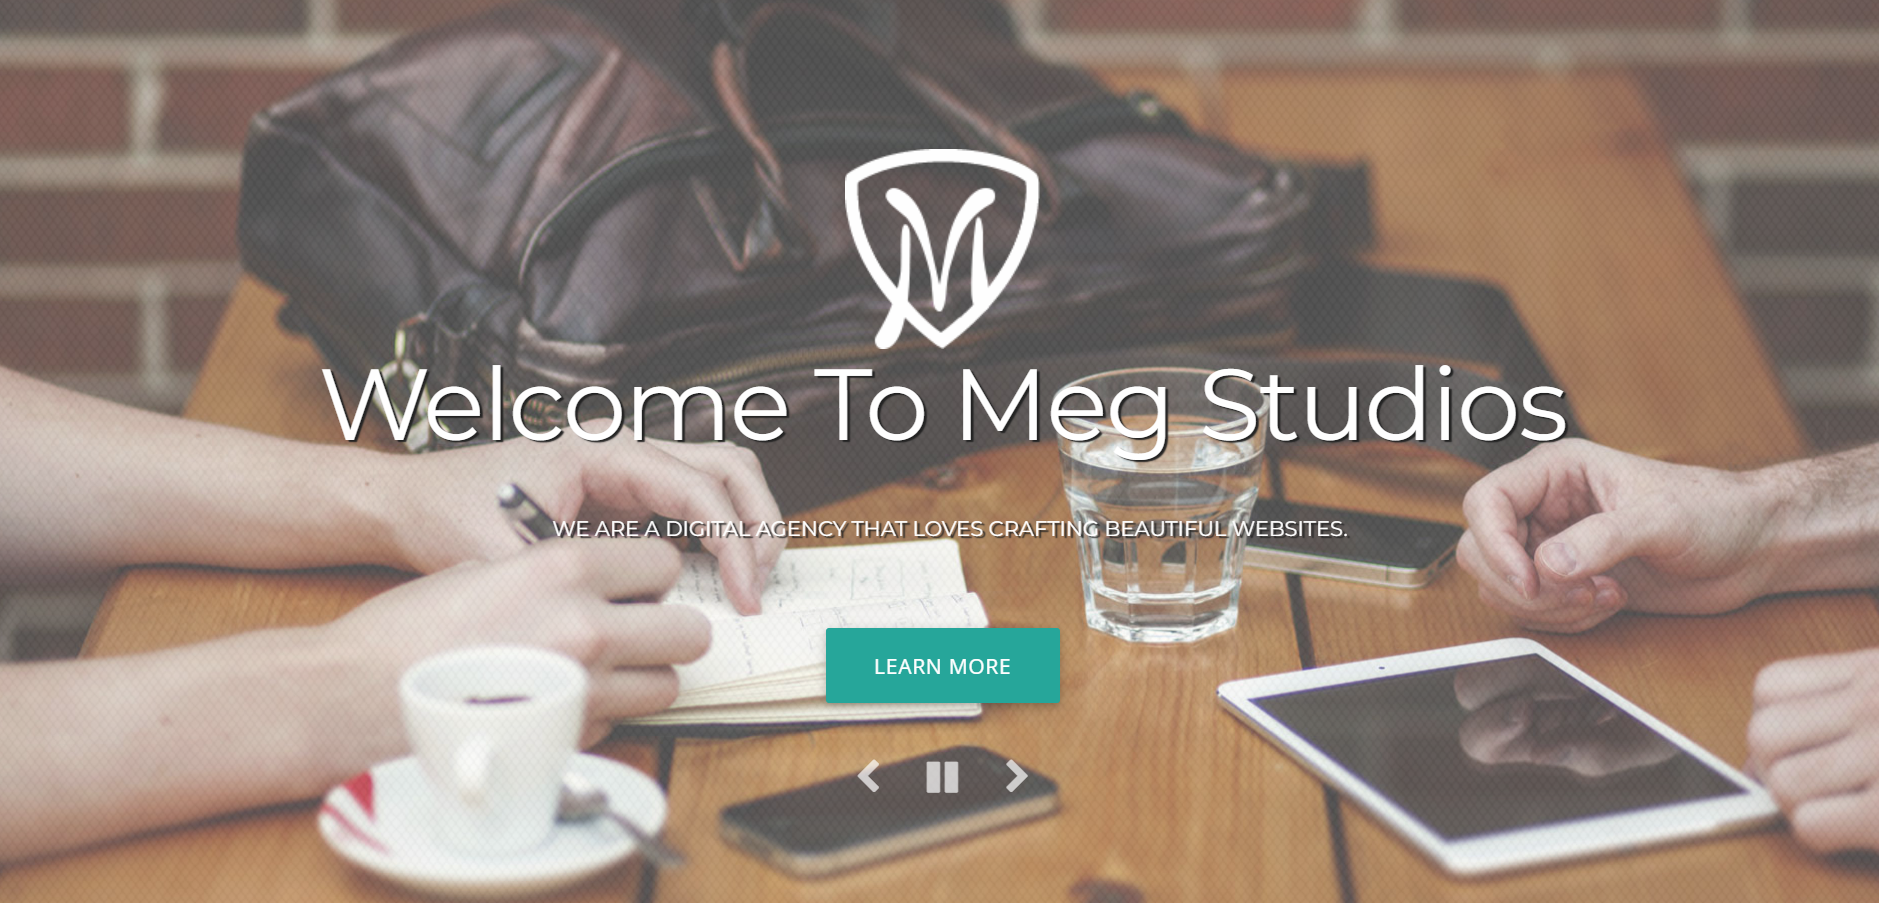 M
Welcome To Meg Studios
WE ARE A DIGITAL AGENCY THAT LOVES CRAFTING BEAUTIFUL WEBSITES.
LEARN MORE